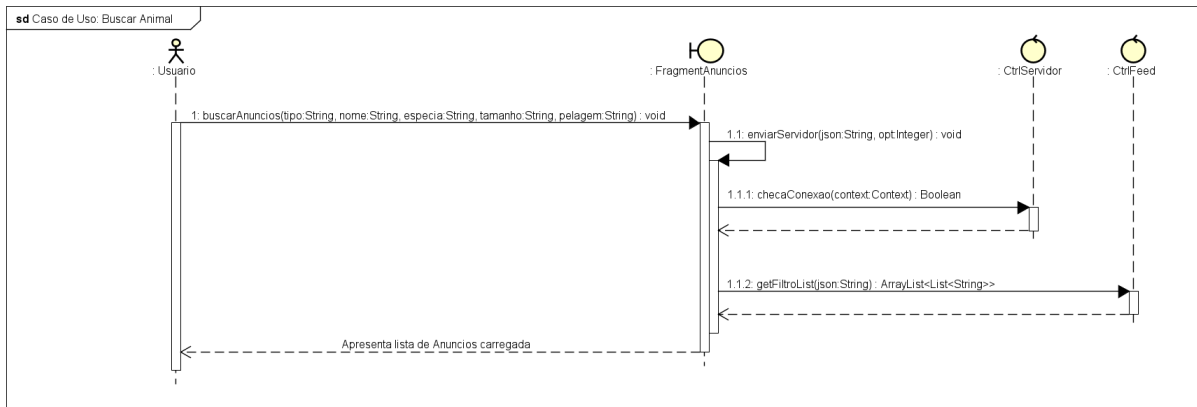 sd Caso de Uso: Buscar Animal
: Usuario
: FragmentAnuncios
: CtrlServidor
: CtrlFeed
1: buscarAnuncios(tipo:String, nome:String, especia:String, tamanho:String, pelagem:String) : void
1.1: enviarServidor(json:String, opt:Integer) : void
1.1.1: checaConexao(context:Context) : Boolean
1.1.2: getFiltroList(json:String) : ArrayList<List<String>>
Apresenta lista de Anuncios carregada